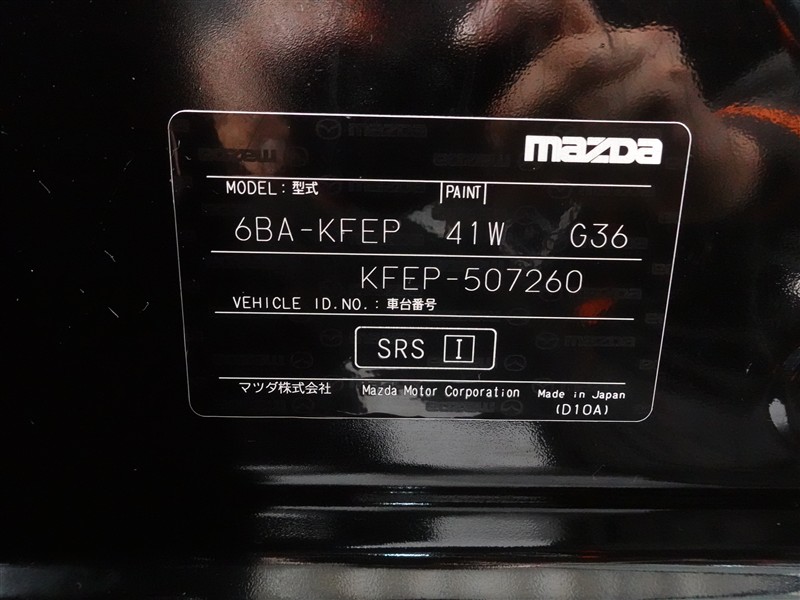 mazda
MODEL: 型式 PAINT
6BA-KFEP 41W G36
KFEP-507260
VEHICLE ID.NO.: 車台番号
SRS I
マツダ株式会社 Mazda Motor Corporation Made in Japan
(D10A)